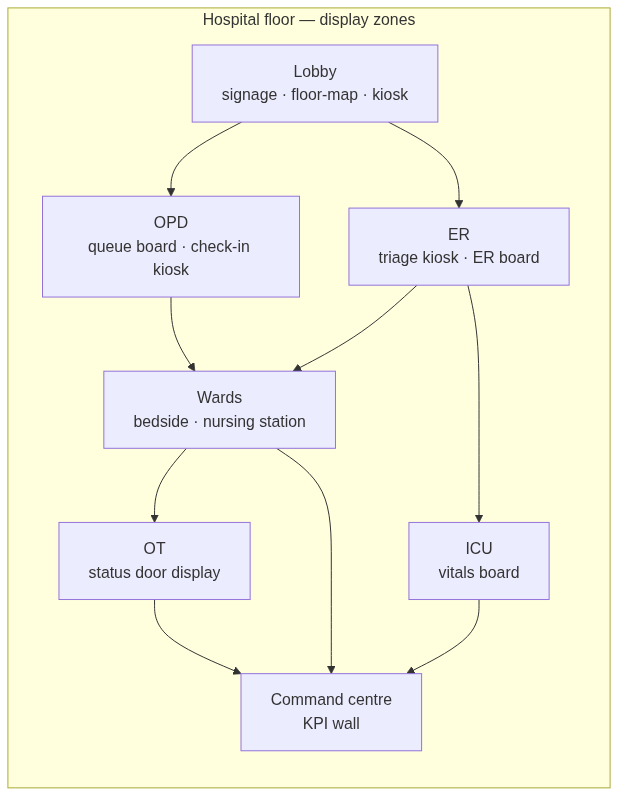 Hospital floor — display zones
Lobby
signage · floor-map · kiosk
OPD
queue board · check-in
kiosk
ER
triage kiosk · ER board
Wards
bedside · nursing station
OT
status door display
ICU
vitals board
Command centre
KPI wall